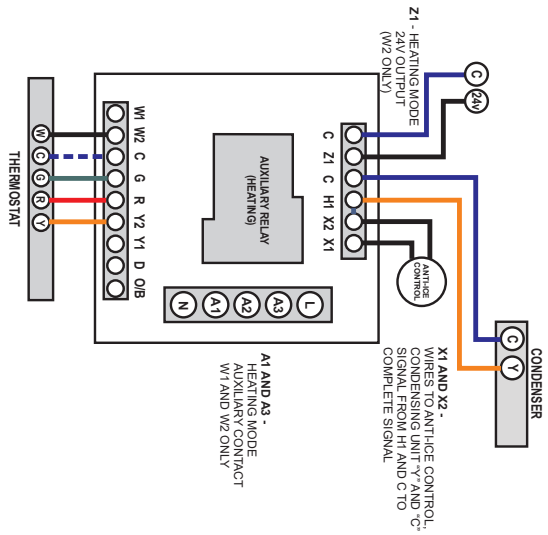 Z1 - HEATING MODE
24V OUTPUT
(W2 ONLY)
C
24v
C
Z1
C
H1
X2
X1
ANTI-ICE
CONTROL
CONDENSER
C
Y
X1 AND X2 -
WIRES TO ANTI-ICE CONTROL,
CONDENSING UNIT "Y" AND "C"
SIGNAL FROM H1 AND C TO
COMPLETE SIGNAL
AUXILIARY RELAY
(HEATING)
N
A1
A2
A3
L
A1 AND A3 -
HEATING MODE
AUXILIARY CONTACT
W1 AND W2 ONLY
W1
W2
C
G
R
Y2
Y1
D
O/B
W
C
G
R
Y
THERMOSTAT